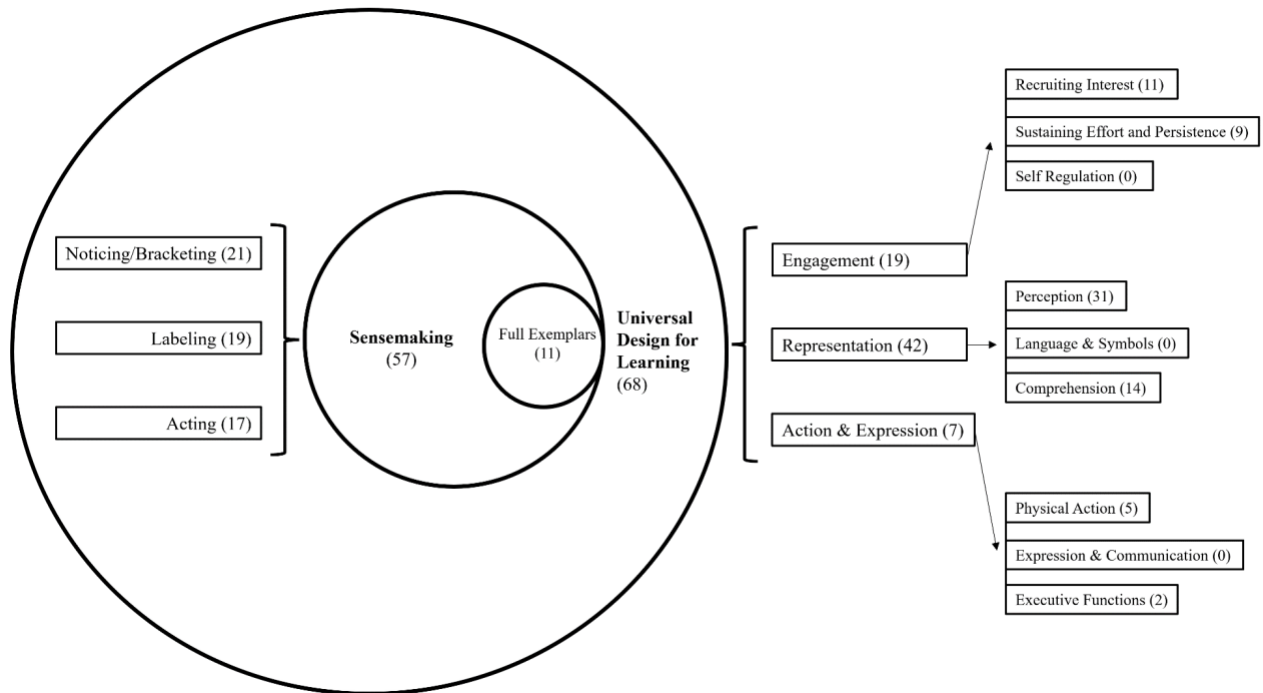 Noticing/Bracketing (21)
Labeling (19)
Acting (17)
Sensemaking
(57)
Full Exemplars
(11)
Universal
Design for
Learning
(68)
Engagement (19)
Representation (42)
Action & Expression (7)
Recruiting Interest (11)
Sustaining Effort and Persistence (9)
Self Regulation (0)
Perception (31)
Language & Symbols (0)
Comprehension (14)
Physical Action (5)
Expression & Communication (0)
Executive Functions (2)